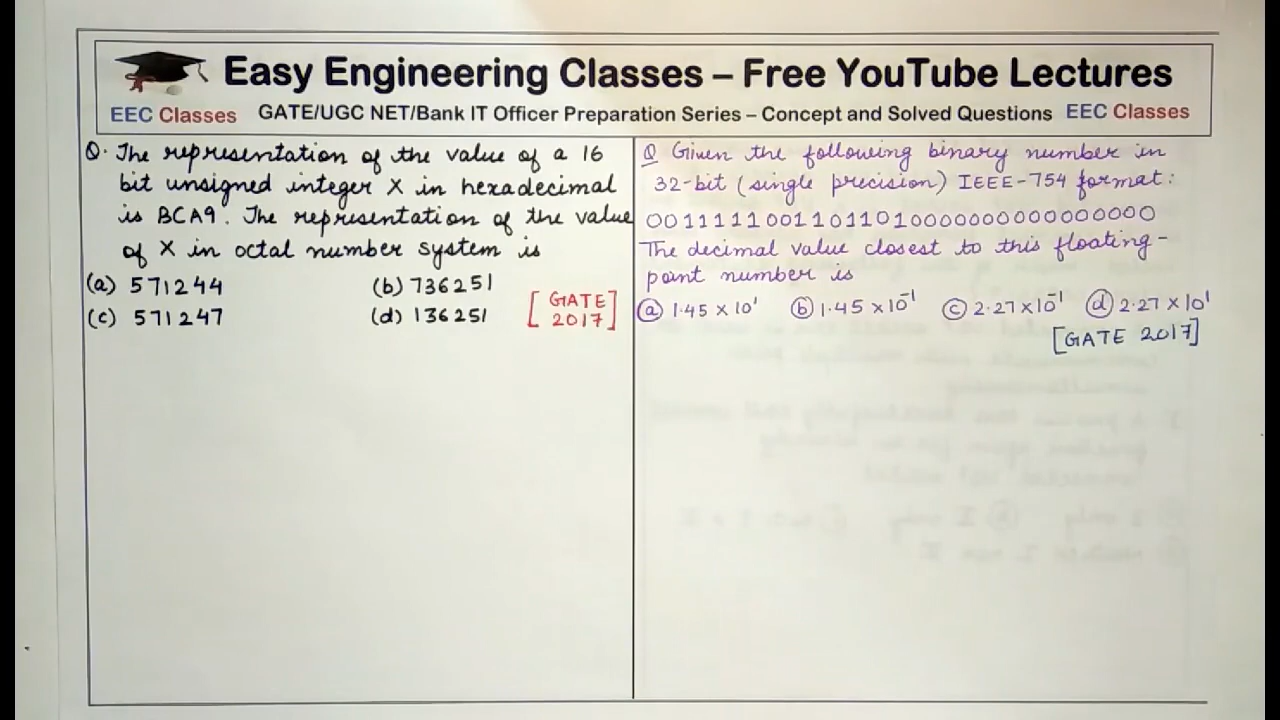 Easy Engineering Classes – Free YouTube Lectures
EEC Classes GATE/UGC NET/Bank IT Officer Preparation Series – Concept and Solved Questions EEC Classes
Q. The representation of the value of a 16
bit unsigned integer X in hexadecimal
is BCA9. The representation of the value
of X in octal number system is
(a) 571244 (b) 736251
(c) 571247 (d) 136251
[GATE 2017]
Q Given the following binary number in
32-bit (single precision) IEEE-754 format:
00111110011011010000000000000000
The decimal value closest to this floating-
point number is
(a) 1.45 × 10¹ (b) 1.45 × 10⁻¹ (c) 2.27 × 10⁻¹ (d) 2.27 × 10¹
[GATE 2017]